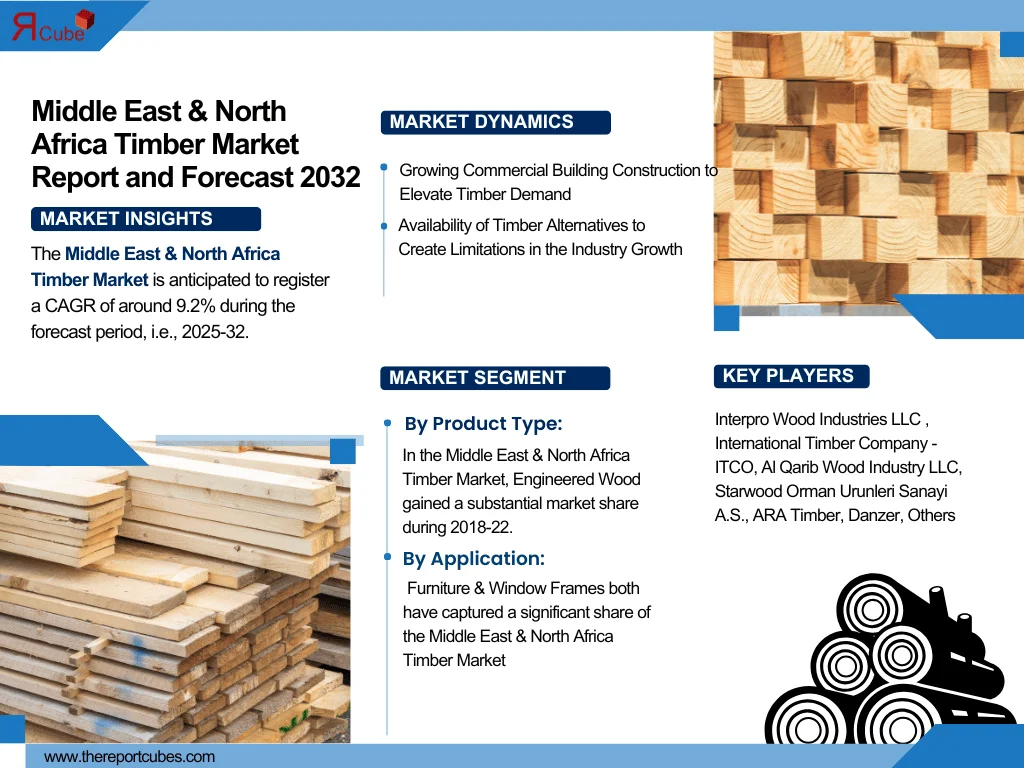 ЯCube
Middle East & North
Africa Timber Market
Report and Forecast 2032
MARKET INSIGHTS
The Middle East & North Africa
Timber Market is anticipated to register
a CAGR of around 9.2% during the
forecast period, i.e., 2025-32.
MARKET DYNAMICS
Growing Commercial Building Construction to
Elevate Timber Demand
Availability of Timber Alternatives to
Create Limitations in the Industry Growth
MARKET SEGMENT
By Product Type:
In the Middle East & North Africa
Timber Market, Engineered Wood
gained a substantial market share
during 2018-22.
By Application:
Furniture & Window Frames both
have captured a significant share of
the Middle East & North Africa
Timber Market
KEY PLAYERS
Interpro Wood Industries LLC ,
International Timber Company -
ITCO, Al Qarib Wood Industry LLC,
Starwood Orman Urunleri Sanayi
A.S., ARA Timber, Danzer, Others
www.thereportcubes.com